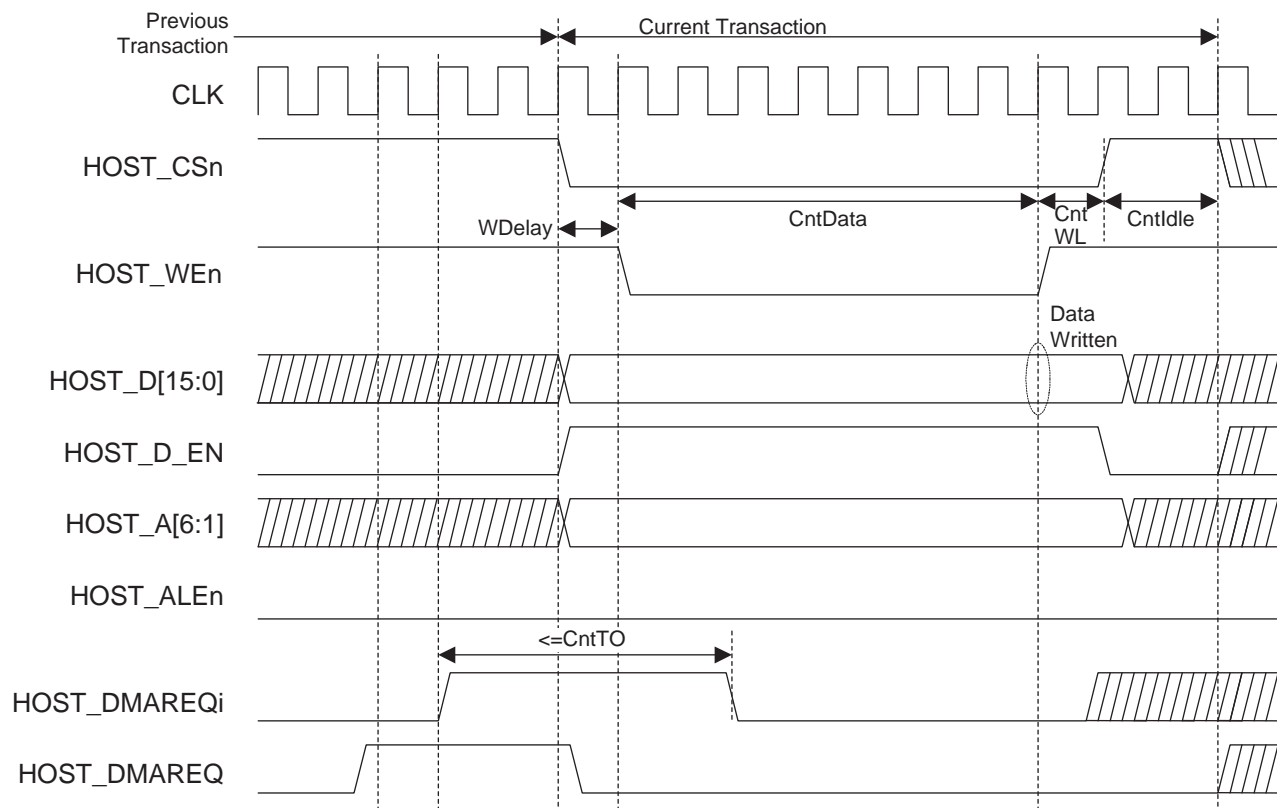 Previous
Transaction
Current Transaction
CLK
HOST_CSn
WDelay
CntData
Cnt
WL
CntIdle
HOST_WEn
Data
Written
HOST_D[15:0]
HOST_D_EN
HOST_A[6:1]
HOST_ALEn
<=CntTO
HOST_DMAREQi
HOST_DMAREQ